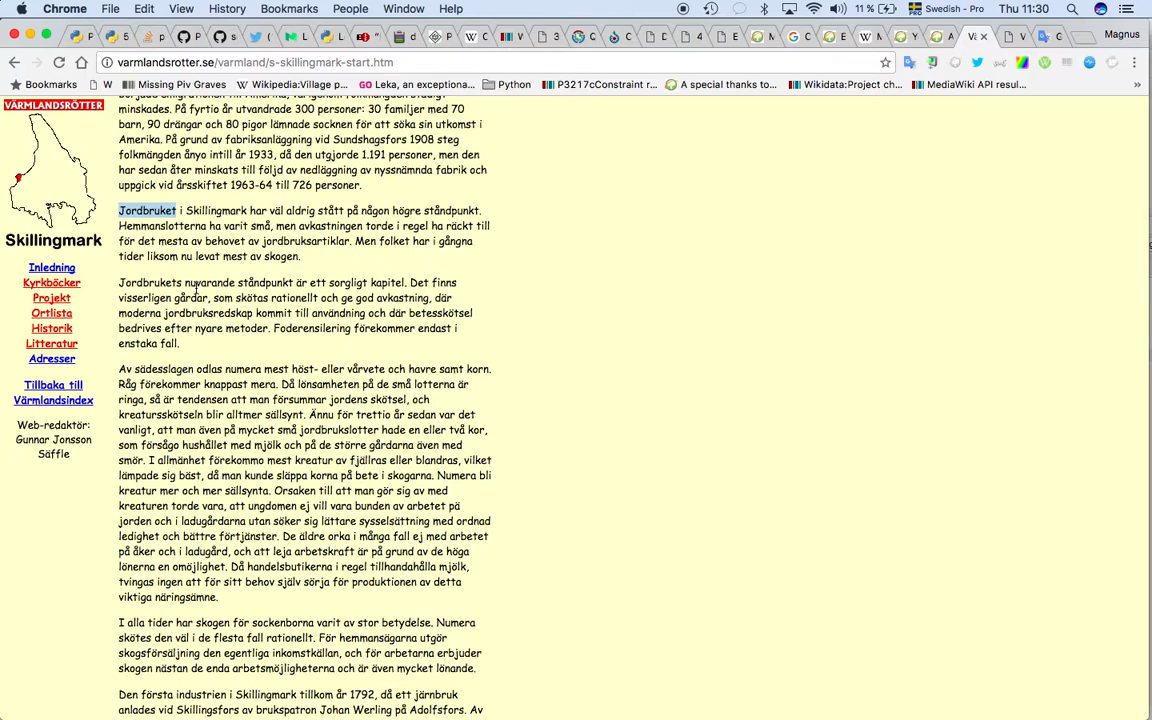 Chrome File Edit View History Bookmarks People Window Help 11 % Swedish - Pro Thu 11:30
Magnus
varmlandsrotter.se/varmland/s-skillingmark-start.htm
Bookmarks W Missing Piv Graves Wikipedia:Village p... Leka, an exceptiona... Python P3217cConstraint r... A special thanks to... Wikidata:Project c... MediaWiki API resul... »
VÄRMLANDSRÖTTER
Skillingmark
Inledning
Kyrkböcker
Projekt
Ortlista
Historik
Litteratur
Adresser
Tillbaka till
Värmlandsindex
Web-redaktör:
Gunnar Jonsson
Säffle
minskades. På fyrtio år utvandrade 300 personer: 30 familjer med 70
barn, 90 drängar och 80 pigor lämnade socknen för att söka sin utkomst i
Amerika. På grund av fabriksanläggning vid Sundshagsfors 1908 steg
folkmängden ånyo intill år 1933, då den utgjorde 1.191 personer, men den
har sedan åter minskats till följd av nedläggning av nyssnämnda fabrik och
uppgick vid årsskiftet 1963-64 till 726 personer.
Jordbruket i Skillingmark har väl aldrig stått på någon högre ståndpunkt.
Hemmanslotterna ha varit små, men avkastningen torde i regel ha räckt till
för det mesta av behovet av jordbruksartiklar. Men folket har i gångna
tider liksom nu levat mest av skogen.
Jordbrukets nuvarande ståndpunkt är ett sorgligt kapitel. Det finns
visserligen gårdar, som skötas rationellt och ge god avkastning, där
moderna jordbruksredskap kommit till användning och där betesskötsel
bedrives efter nyare metoder. Foderensilering förekommer endast i
enstaka fall.
Av sädesslagen odlas numera mest höst- eller vårvete och havre samt korn.
Råg förekommer knappast mera. Då lönsamheten på de små lotterna är
ringa, så är tendensen att man försummar jordens skötsel, och
kreatursskötseln blir alltmer sällsynt. Ännu för trettio år sedan var det
vanligt, att man även på mycket små jordbrukslotter hade en eller två kor,
som försågo hushållet med mjölk och på de större gårdarna även med
smör. I allmänhet förekommo mest kreatur av fjällras eller blandras, vilket
lämpade sig bäst, då man kunde släppa korna på bete i skogarna. Numera bli
kreatur mer och mer sällsynta. Orsaken till att man gör sig av med
kreaturen torde vara, att ungdomen ej vill vara bunden av arbetet på
jorden och i ladugårdarna utan söker sig lättare sysselsättning med ordnad
ledighet och bättre förtjänster. De äldre orka i många fall ej med arbetet
på åker och i ladugård, och att leja arbetskraft är på grund av de höga
lönerna en omöjlighet. Då handelsbutikerna i regel tillhandahålla mjölk,
tvingas ingen att för sitt behov själv sörja för produktionen av detta
viktiga näringsämne.
I alla tider har skogen för sockenborna varit av stor betydelse. Numera
skötes den väl i de flesta fall rationellt. För hemmansägarna utgör
skogsförsäljning den egentliga inkomstkällan, och för arbetarna erbjuder
skogen nästan de enda arbetsmöjligheterna och är även mycket lönande.
Den första industrien i Skillingmark tillkom år 1792, då ett järnbruk
anlades vid Skillingsfors av brukspatron Johan Werling på Adolfsfors. Av